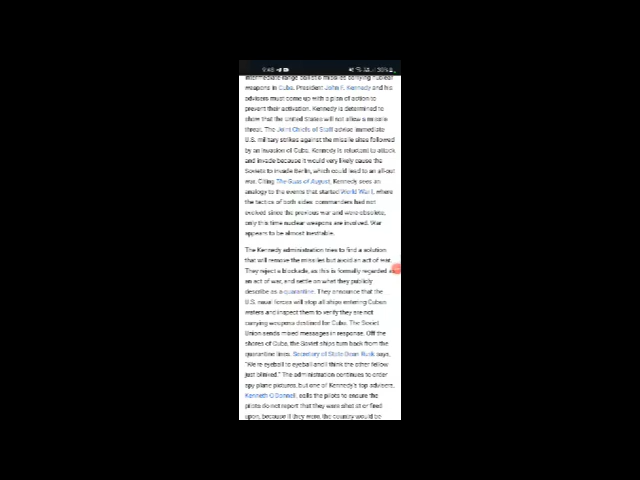 intermediate-range ballistic missiles carrying nuclear
weapons in Cuba. President John F. Kennedy and his
advisers must come up with a plan of action to
prevent their activation. Kennedy is determined to
show that the United States will not allow a missile
threat. The Joint Chiefs of Staff advise immediate
U.S. military strikes against the missile sites followed
by an invasion of Cuba. Kennedy is reluctant to attack
and invade because it would very likely cause the
Soviets to invade Berlin, which could lead to an all-out
war. Citing The Guns of August, Kennedy sees an
analogy to the events that started World War I, where
the tactics of both sides' commanders had not
evolved since the previous war and were obsolete,
only this time nuclear weapons are involved. War
appears to be almost inevitable.
The Kennedy administration tries to find a solution
that will remove the missiles but avoid an act of war.
They reject a blockade, as this is formally regarded as
an act of war, and settle on what they publicly
describe as a quarantine. They announce that the
U.S. naval forces will stop all ships entering Cuban
waters and inspect them to verify they are not
carrying weapons destined for Cuba. The Soviet
Union sends mixed messages in response. Off the
shores of Cuba, the Soviet ships turn back from the
quarantine lines. Secretary of State Dean Rusk says,
"We're eyeball to eyeball and I think the other fellow
just blinked." The administration continues to order
spy plane pictures, but one of Kennedy's top advisers,
Kenneth O'Donnell, calls the pilots to ensure the
pilots do not report that they were shot at or fired
upon, because if they were, the country would be